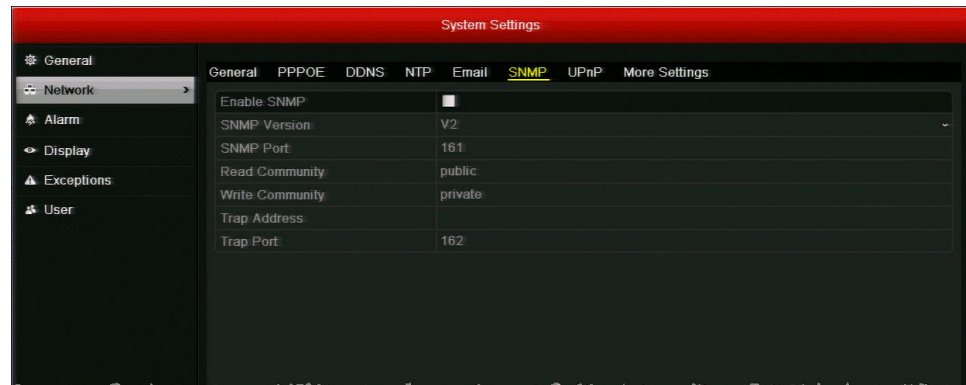 System Settings
General
Network
Alarm
Display
Exceptions
User
General PPPOE DDNS NTP Email SNMP UPnP More Settings
Enable SNMP
SNMP Version V2
SNMP Port 161
Read Community public
Write Community private
Trap Address
Trap Port 162